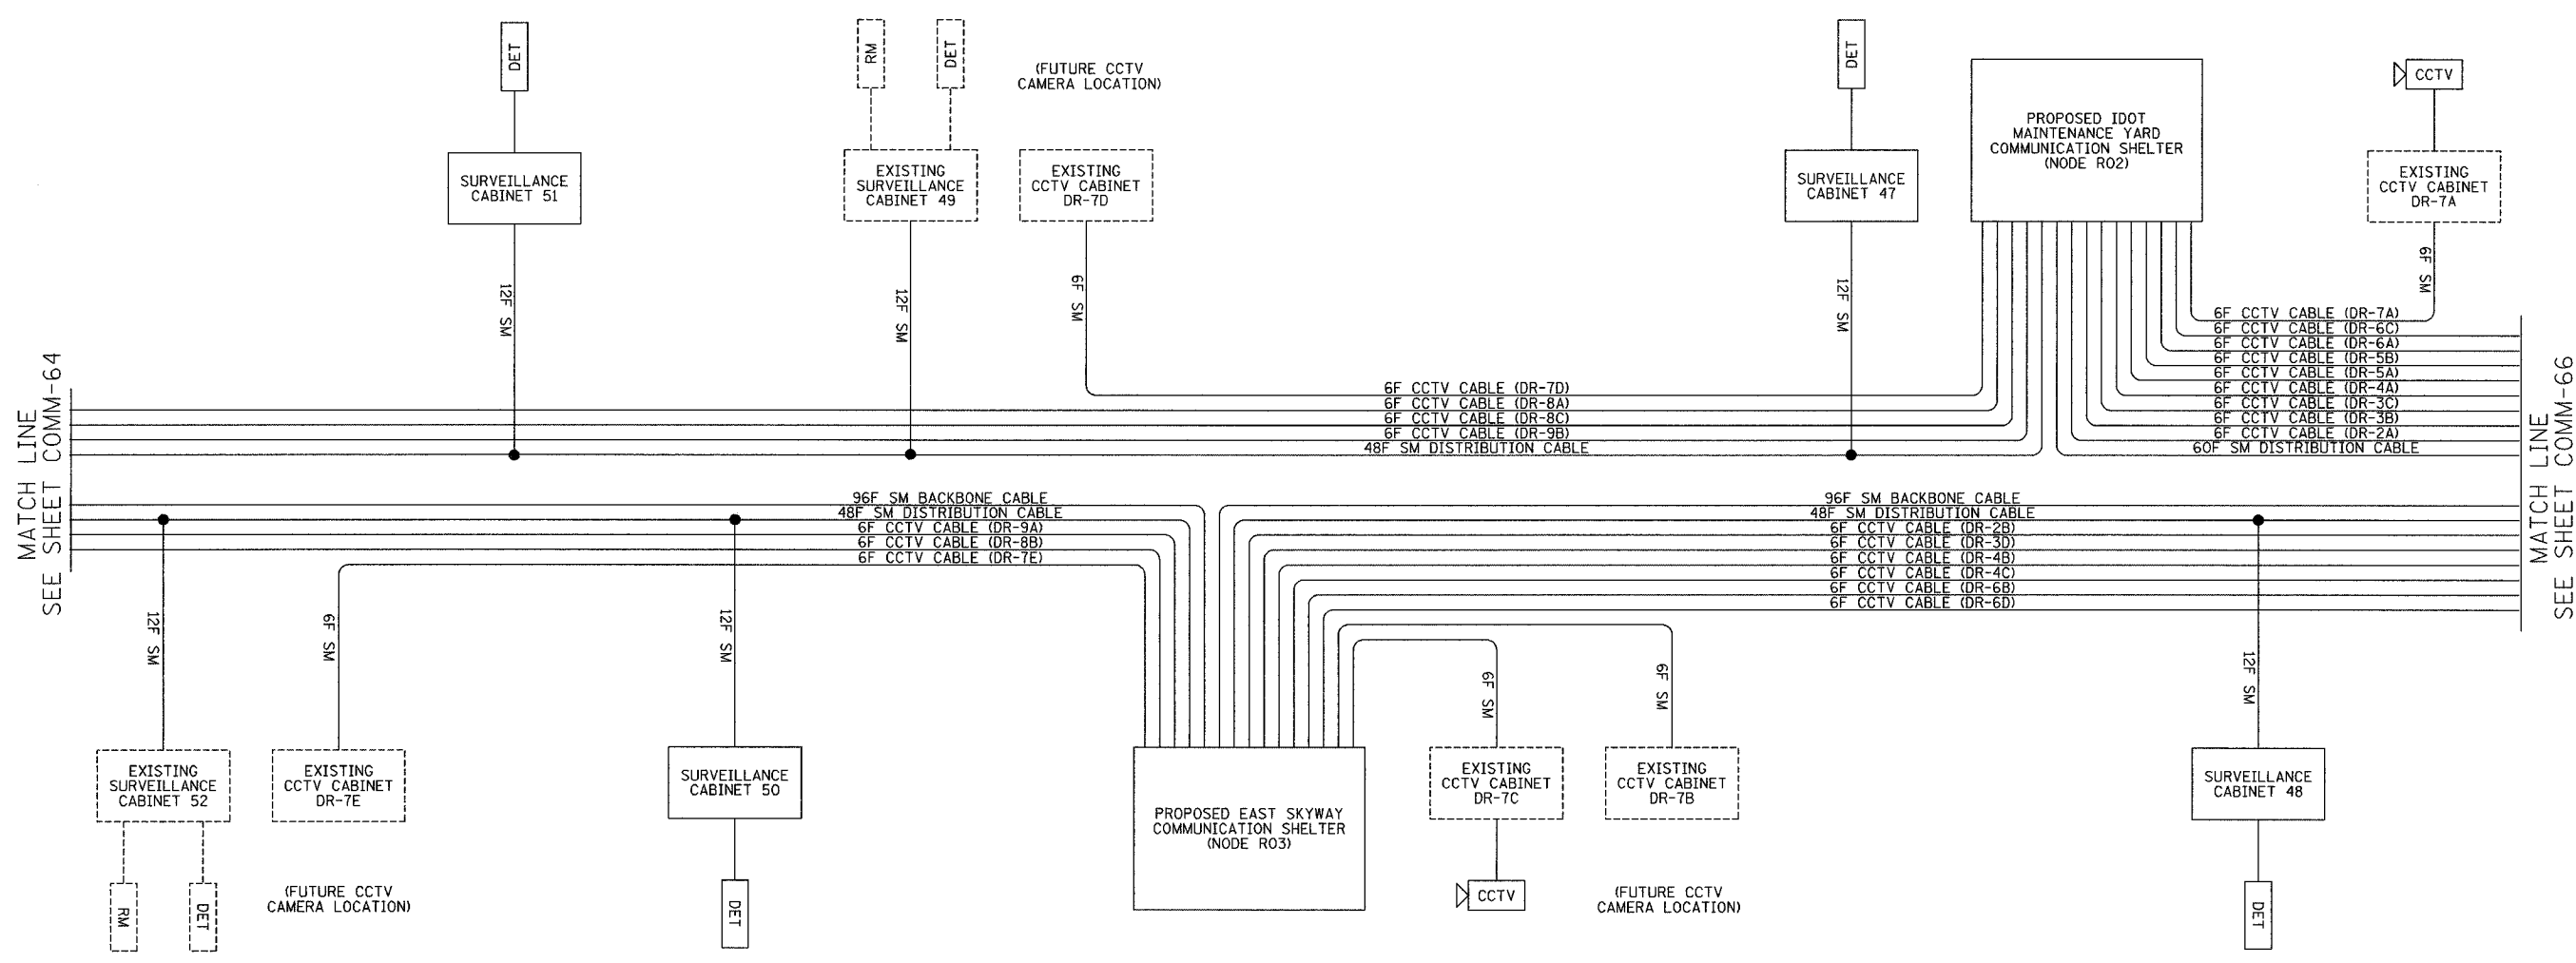 DET
RM
DET
(FUTURE CCTV
CAMERA LOCATION)
DET
CCTV
SURVEILLANCE
CABINET 51
EXISTING
SURVEILLANCE
CABINET 49
EXISTING
CCTV CABINET
DR-7D
SURVEILLANCE
CABINET 47
PROPOSED IDOT
MAINTENANCE YARD
COMMUNICATION SHELTER
(NODE R02)
EXISTING
CCTV CABINET
DR-7A
12F SM
12F SM
6F SM
12F SM
6F SM
6F CCTV CABLE (DR-7A)
6F CCTV CABLE (DR-6C)
6F CCTV CABLE (DR-6A)
6F CCTV CABLE (DR-5B)
6F CCTV CABLE (DR-5A)
6F CCTV CABLE (DR-4A)
6F CCTV CABLE (DR-3C)
6F CCTV CABLE (DR-3B)
6F CCTV CABLE (DR-2A)
60F SM DISTRIBUTION CABLE
6F CCTV CABLE (DR-7D)
6F CCTV CABLE (DR-8A)
6F CCTV CABLE (DR-8C)
6F CCTV CABLE (DR-9B)
48F SM DISTRIBUTION CABLE
MATCH LINE
SEE SHEET COMM-64
MATCH LINE
SEE SHEET COMM-66
96F SM BACKBONE CABLE
48F SM DISTRIBUTION CABLE
6F CCTV CABLE (DR-9A)
6F CCTV CABLE (DR-8B)
6F CCTV CABLE (DR-7E)
96F SM BACKBONE CABLE
48F SM DISTRIBUTION CABLE
6F CCTV CABLE (DR-2B)
6F CCTV CABLE (DR-3D)
6F CCTV CABLE (DR-4B)
6F CCTV CABLE (DR-4C)
6F CCTV CABLE (DR-6B)
6F CCTV CABLE (DR-6D)
12F SM
6F SM
12F SM
6F SM
6F SM
12F SM
EXISTING
SURVEILLANCE
CABINET 52
EXISTING
CCTV CABINET
DR-7E
SURVEILLANCE
CABINET 50
PROPOSED EAST SKYWAY
COMMUNICATION SHELTER
(NODE R03)
EXISTING
CCTV CABINET
DR-7C
EXISTING
CCTV CABINET
DR-7B
SURVEILLANCE
CABINET 48
RM
DET
(FUTURE CCTV
CAMERA LOCATION)
DET
CCTV
(FUTURE CCTV
CAMERA LOCATION)
DET